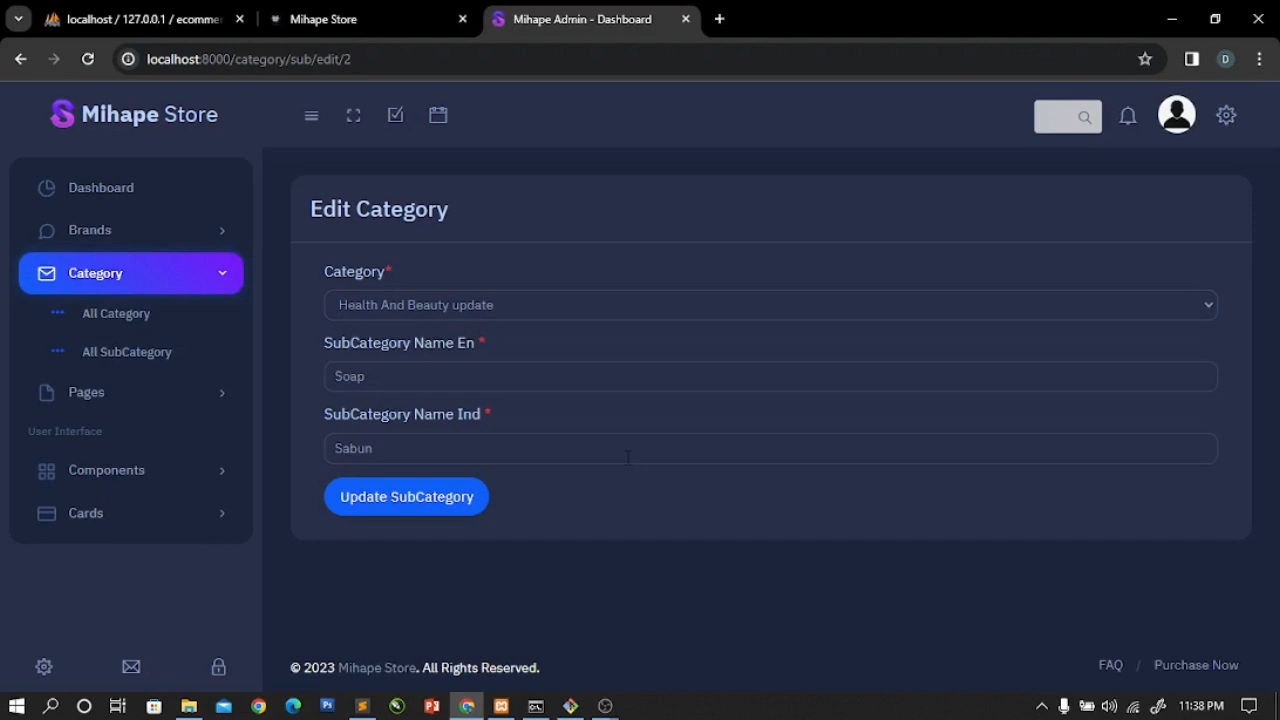 localhost / 127.0.0.1 / ecomme
Mihape Store
Mihape Admin - Dashboard
localhost:8000/category/sub/edit/2
D
Mihape Store
Dashboard
Brands
Category
All Category
All SubCategory
Pages
User Interface
Components
Cards
Edit Category
Category*
Health And Beauty update
SubCategory Name En *
Soap
SubCategory Name Ind *
Sabun
Update SubCategory
© 2023 Mihape Store. All Rights Reserved.
FAQ / Purchase Now
11:38 PM